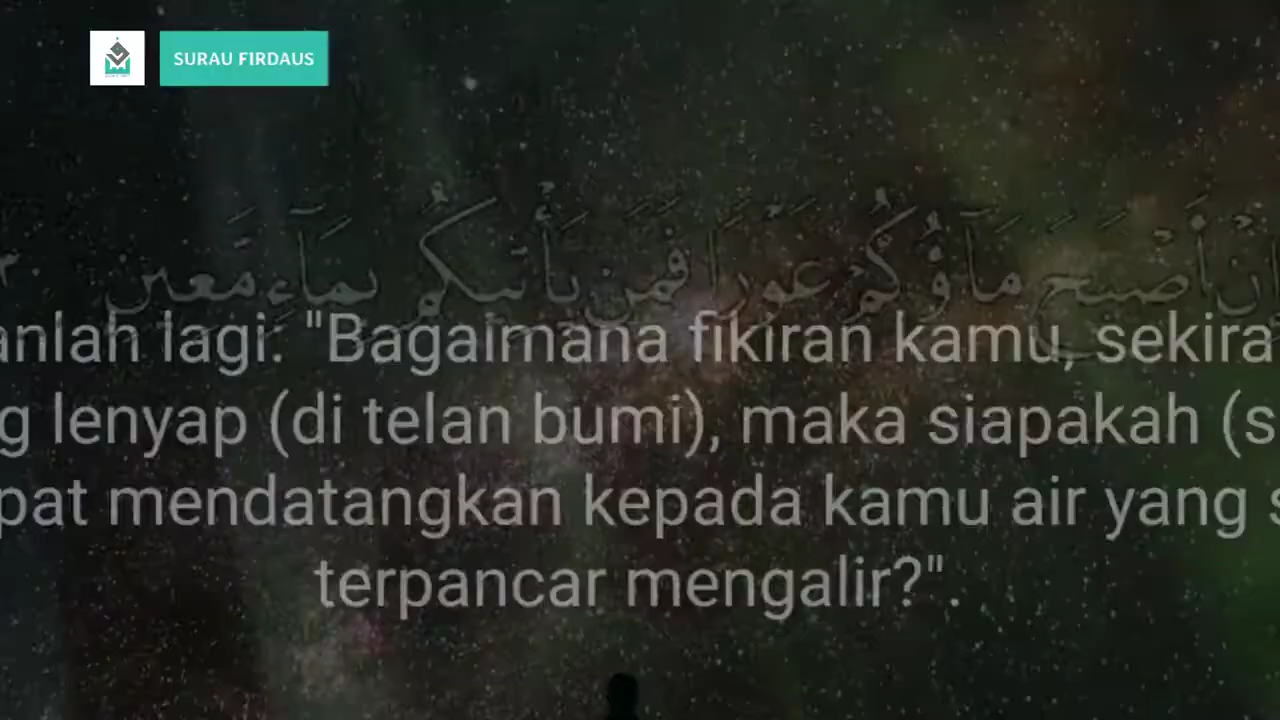 SURAU FIRDAUS
إِنْ أَصْبَحَ مَآؤُكُمْ غَوْرًا فَمَن يَأْتِيكُم بِمَآءٍ مَّعِينٍۭ ٣٠
anlah lagi: "Bagaimana fikiran kamu, sekira
g lenyap (di telan bumi), maka siapakah (s
pat mendatangkan kepada kamu air yang s
terpancar mengalir?".